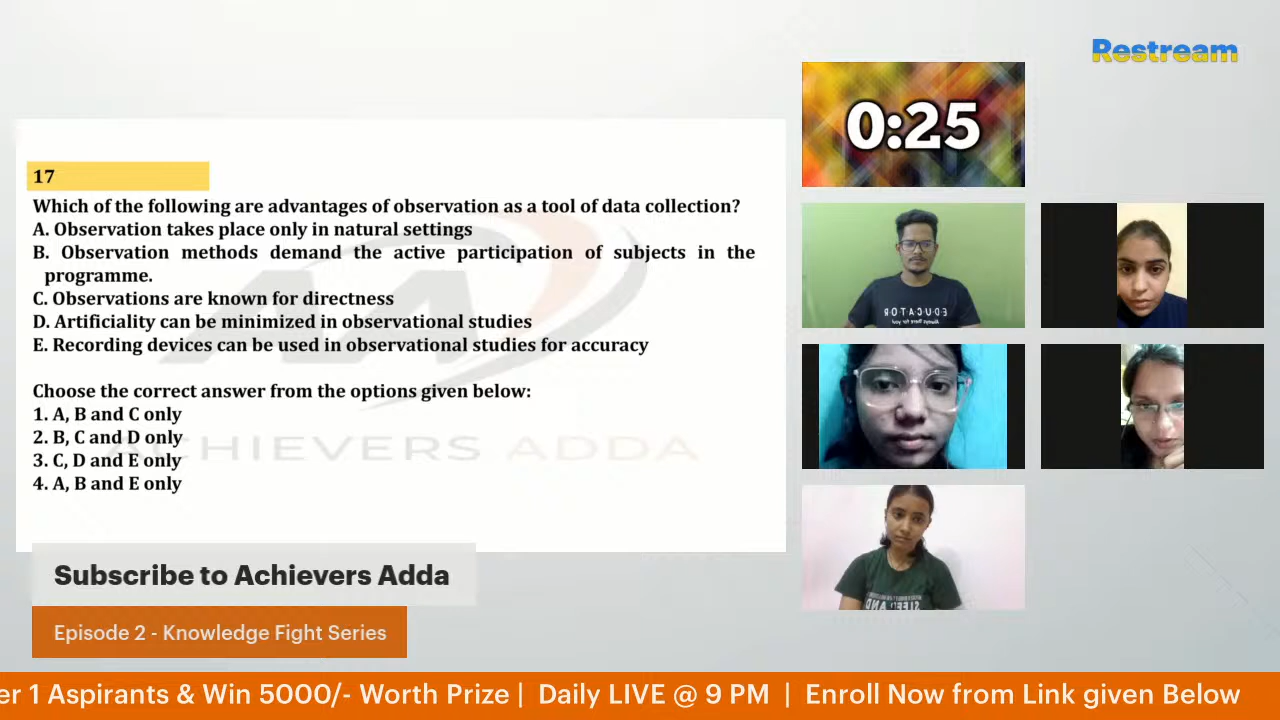 Restream
0:25
17
Which of the following are advantages of observation as a tool of data collection?
A. Observation takes place only in natural settings
B. Observation methods demand the active participation of subjects in the
programme.
C. Observations are known for directness
D. Artificiality can be minimized in observational studies
E. Recording devices can be used in observational studies for accuracy
Choose the correct answer from the options given below:
1. A, B and C only
2. B, C and D only
3. C, D and E only
4. A, B and E only
ACHIEVERS ADDA
EDUCATOR
Subscribe to Achievers Adda
Episode 2 - Knowledge Fight Series
er 1 Aspirants & Win 5000/- Worth Prize | Daily LIVE @ 9 PM | Enroll Now from Link given Below